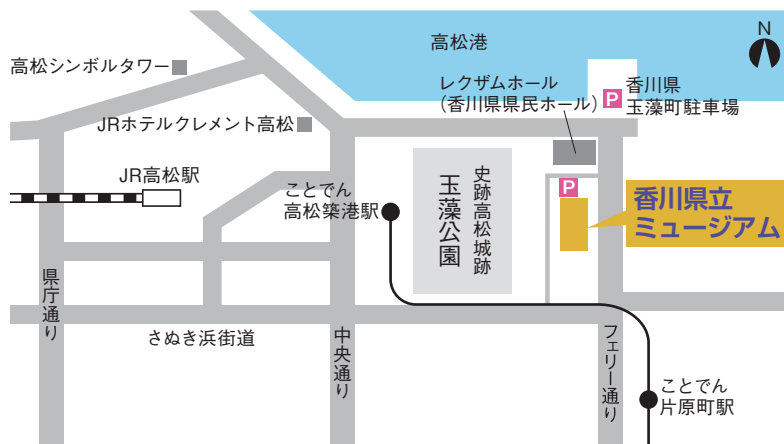 高松港
N
高松シンボルタワー
レクザムホール
（香川県県民ホール）
P
香川県
玉藻町駐車場
JRホテルクレメント高松
JR高松駅
ことでん
高松築港駅
史跡高松城跡
玉藻公園
P
香川県立
ミュージアム
県庁通り
さぬき浜街道
中央通り
フェリー通り
ことでん
片原町駅